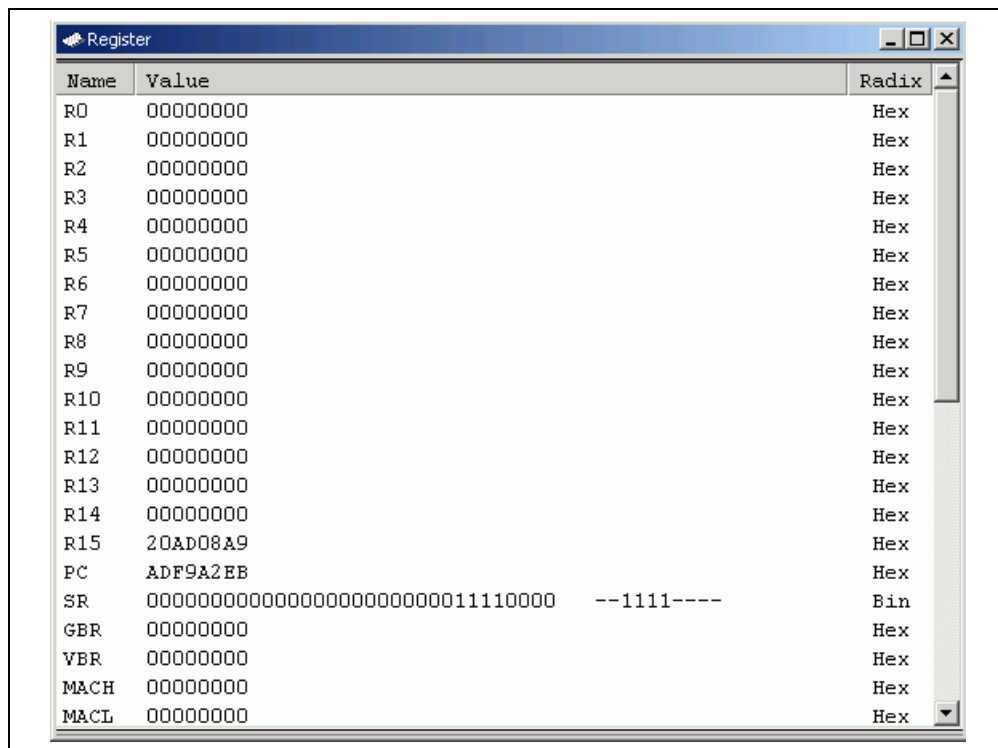 Register
Name Value Radix
R0 00000000 Hex
R1 00000000 Hex
R2 00000000 Hex
R3 00000000 Hex
R4 00000000 Hex
R5 00000000 Hex
R6 00000000 Hex
R7 00000000 Hex
R8 00000000 Hex
R9 00000000 Hex
R10 00000000 Hex
R11 00000000 Hex
R12 00000000 Hex
R13 00000000 Hex
R14 00000000 Hex
R15 20AD08A9 Hex
PC ADF9A2EB Hex
SR 00000000000000000000000011110000 --1111---- Bin
GBR 00000000 Hex
VBR 00000000 Hex
MACH 00000000 Hex
MACL 00000000 Hex